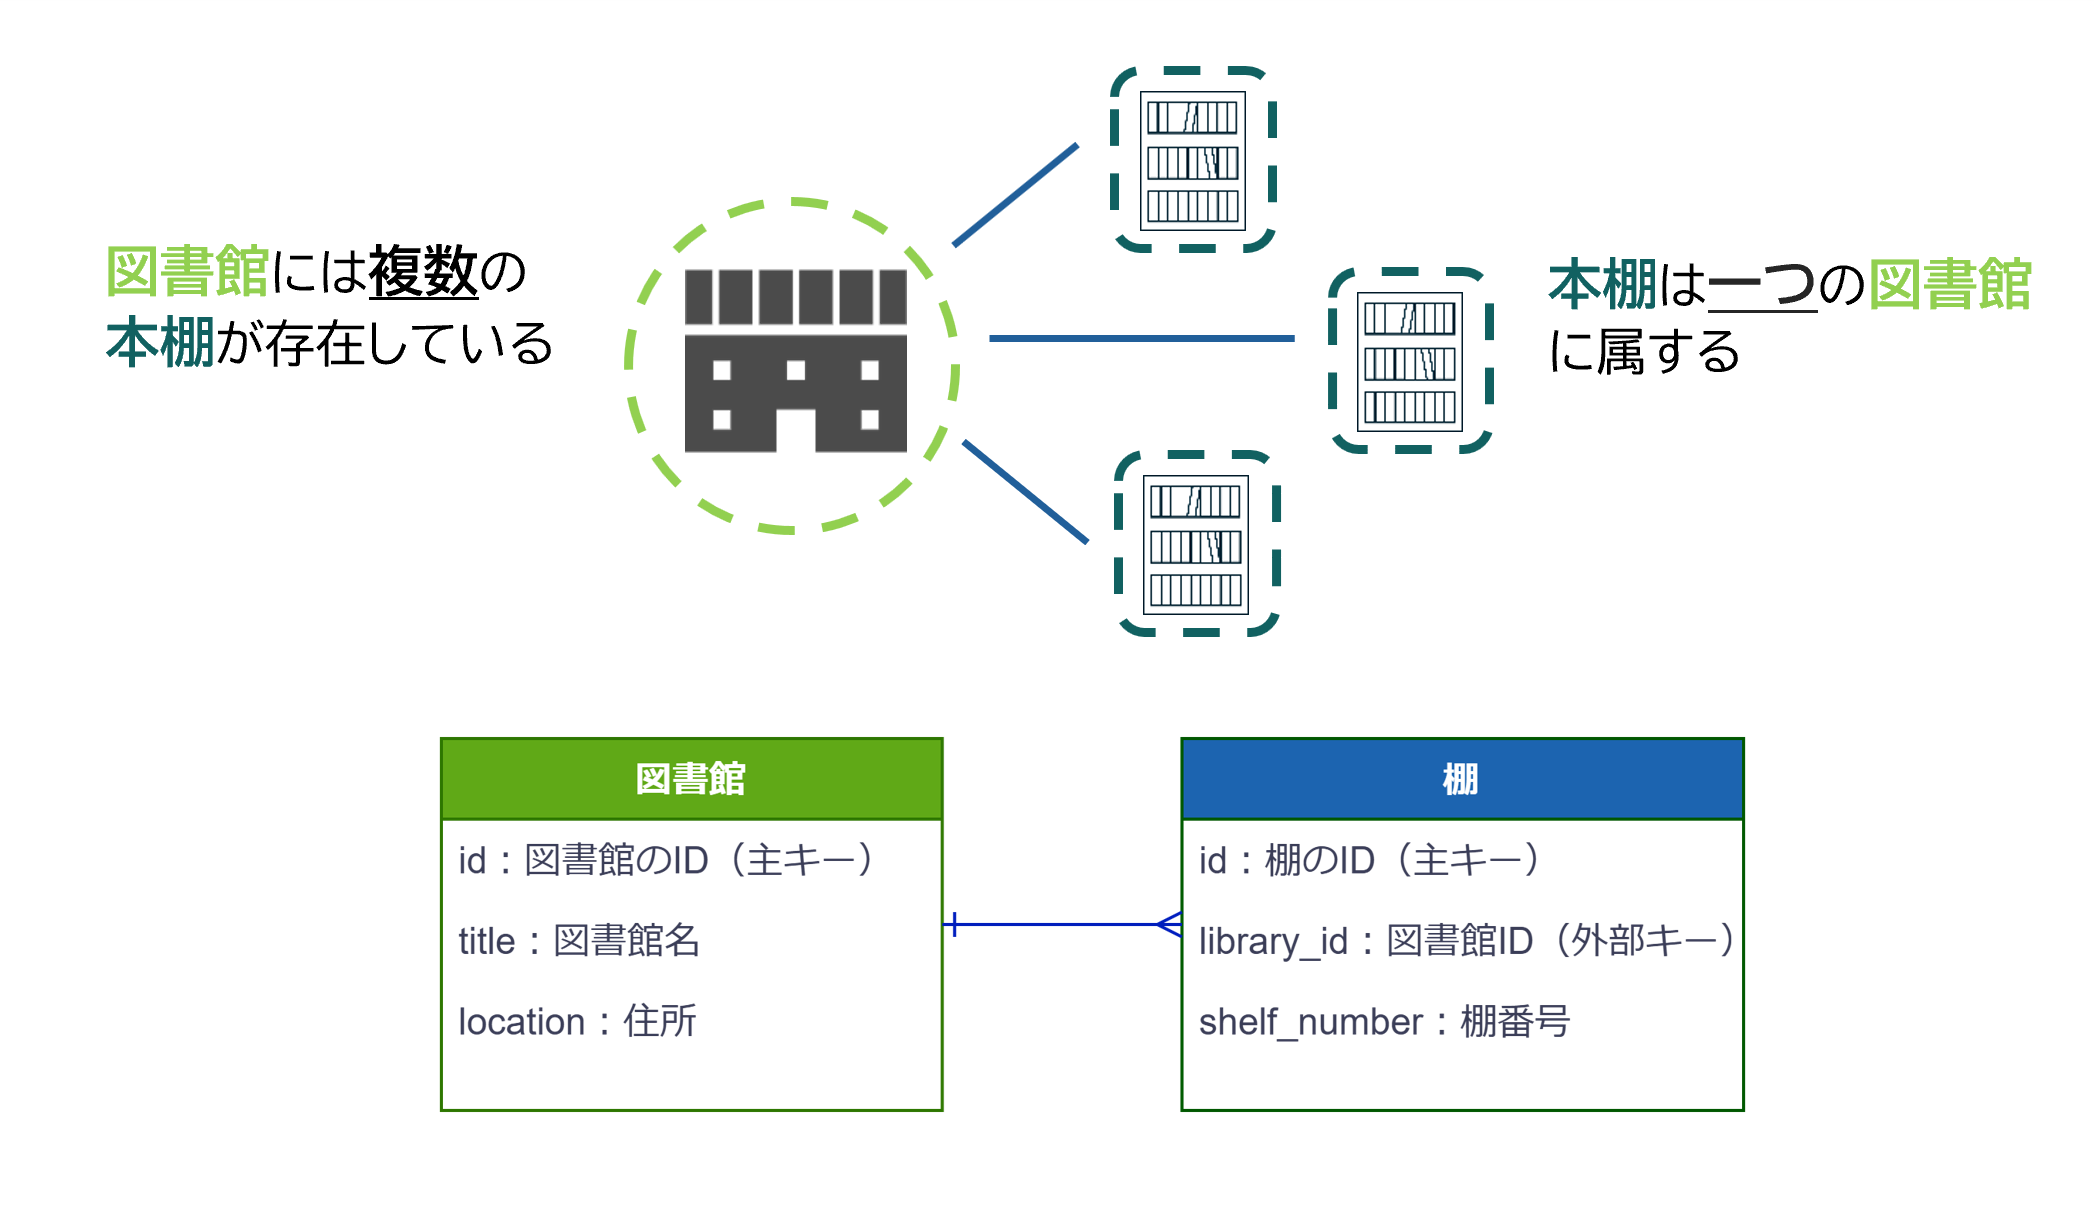 図書館には複数の
本棚が存在している
本棚は一つの図書館
に属する
図書館
id：図書館のID（主キー）
title：図書館名
location：住所
棚
id：棚のID（主キー）
library_id：図書館ID（外部キー）
shelf_number：棚番号